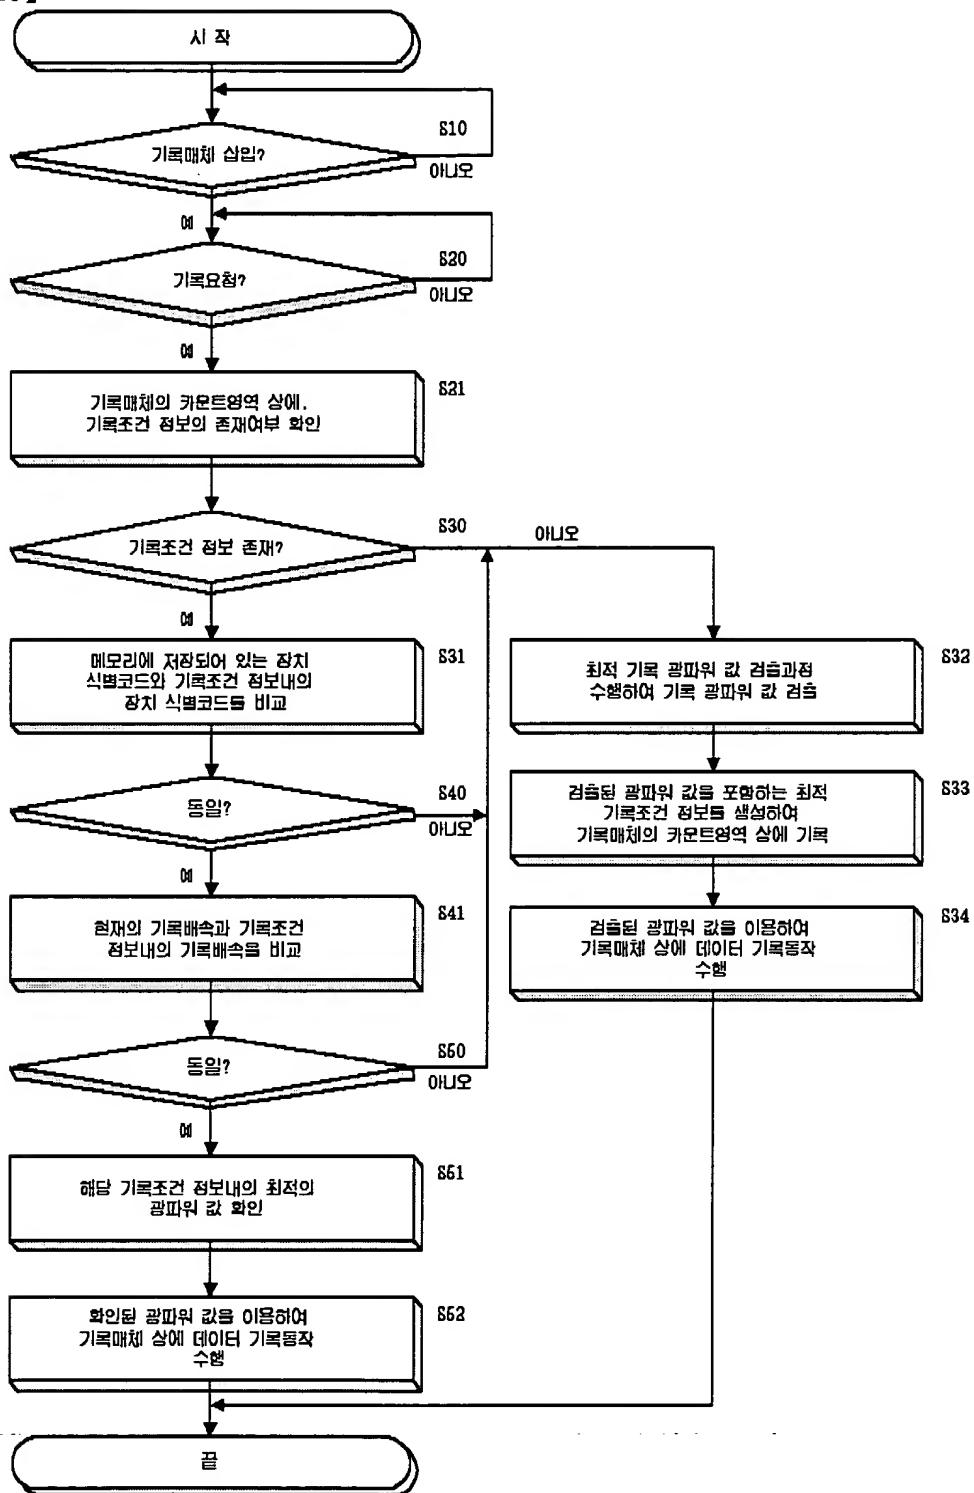 시 작
S10
기록매체 삽입?
아니오
예
S20
기록요청?
아니오
예
S21
기록매체의 카운트영역 상에,
기록조건 정보의 존재여부 확인
S30
기록조건 정보 존재?
아니오
예
S31
메모리에 저장되어 있는 장치
식별코드와 기록조건 정보내의
장치 식별코드를 비교
S32
최적 기록 광파워 값 검출과정
수행하여 기록 광파워 값 검출
S40
동일?
아니오
예
S33
검출된 광파워 값을 포함하는 최적
기록조건 정보를 생성하여
기록매체의 카운트영역 상에 기록
S41
현재의 기록배속과 기록조건
정보내의 기록배속을 비교
S34
검출된 광파워 값을 이용하여
기록매체 상에 데이터 기록동작
수행
S50
동일?
아니오
예
S51
해당 기록조건 정보내의 최적의
광파워 값 확인
S52
확인된 광파워 값을 이용하여
기록매체 상에 데이터 기록동작
수행
끝